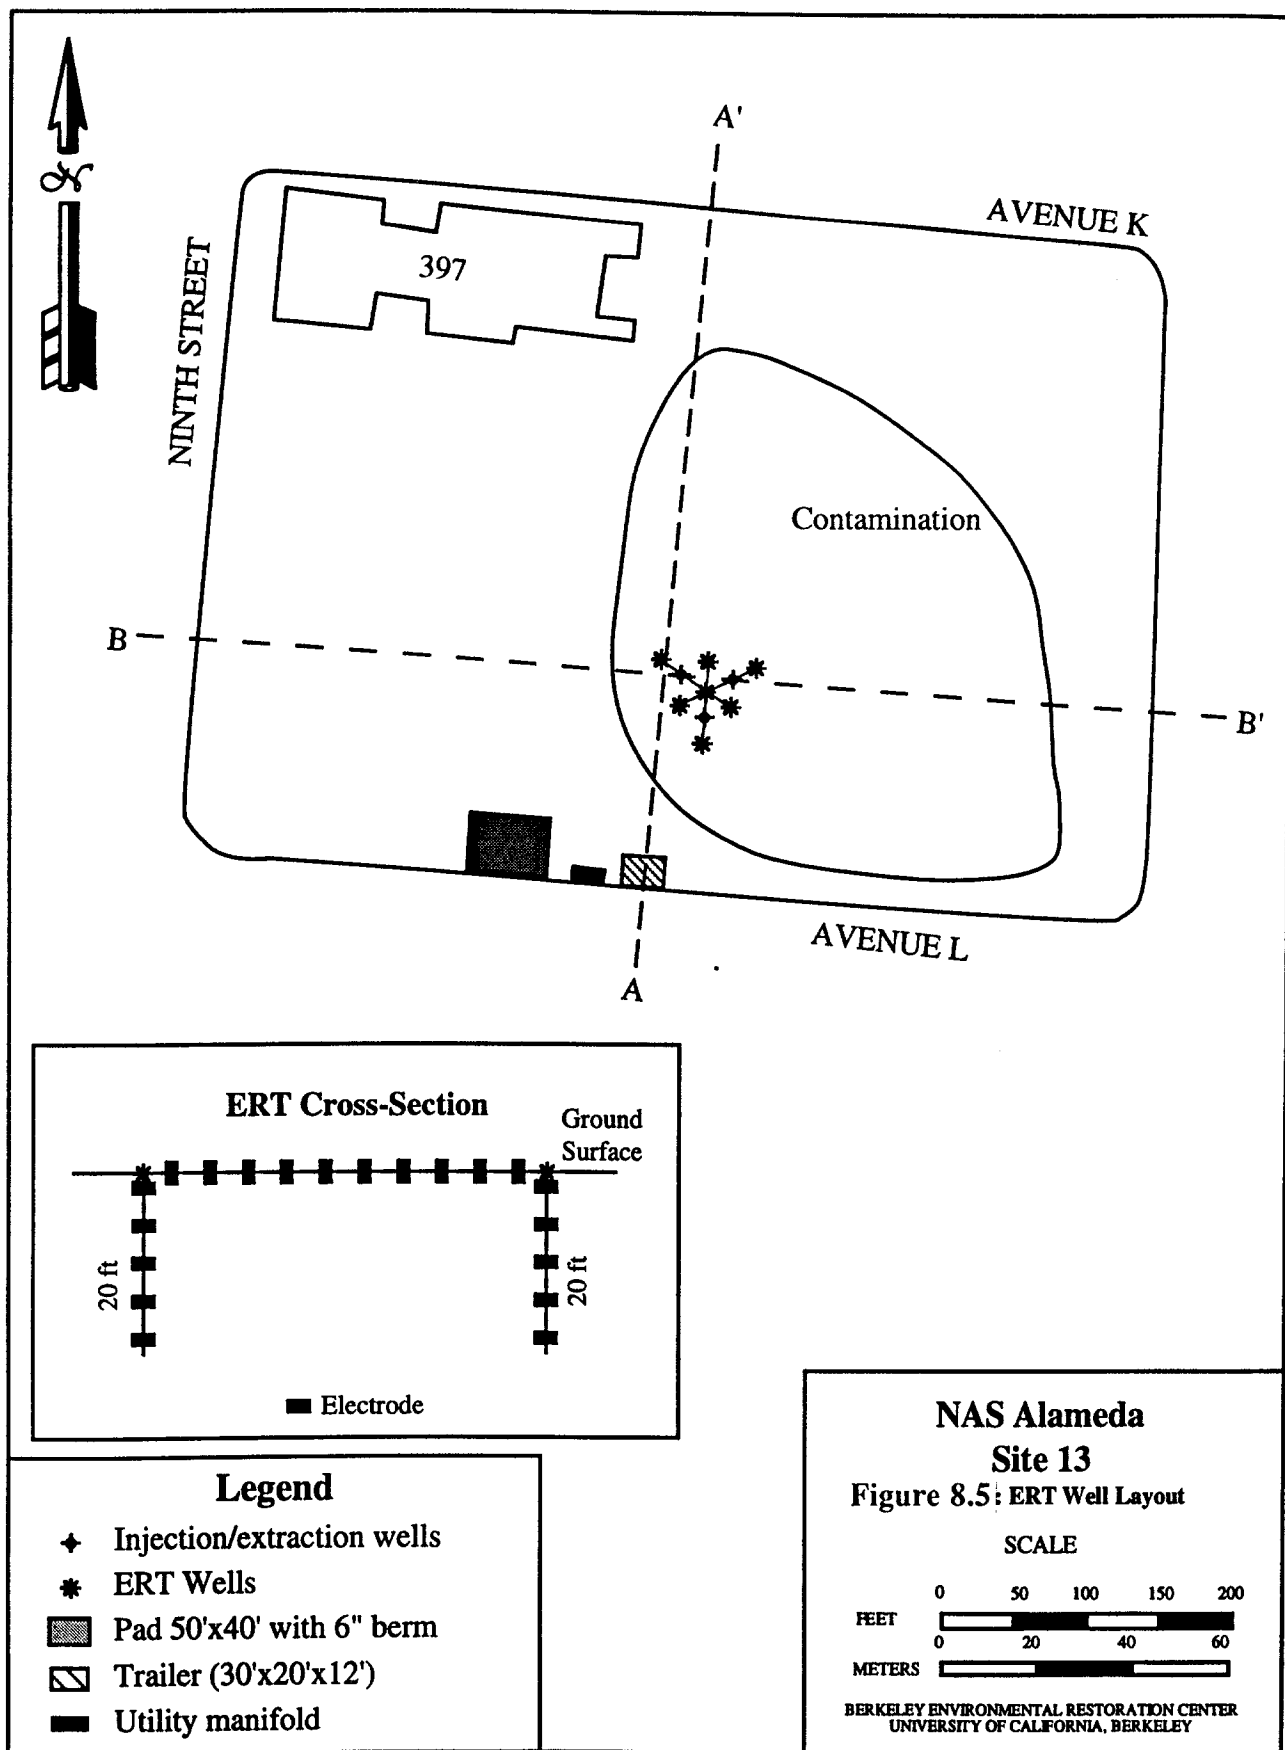 A'
AVENUE K
NINTH STREET
397
Contamination
B
B'
AVENUE L
A
ERT Cross-Section
Ground
Surface
20 ft
20 ft
Electrode
Legend
Injection/extraction wells
ERT Wells
Pad 50'x40' with 6" berm
Trailer (30'x20'x12')
Utility manifold
NAS Alameda
Site 13
Figure 8.5: ERT Well Layout
SCALE
0 50 100 150 200
FEET
0 20 40 60
METERS
BERKELEY ENVIRONMENTAL RESTORATION CENTER
UNIVERSITY OF CALIFORNIA, BERKELEY